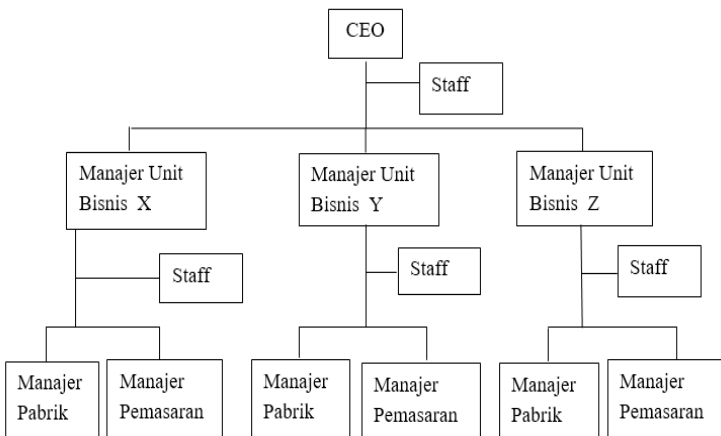 CEO
Staff
Manajer Unit
Bisnis X
Manajer Unit
Bisnis Y
Manajer Unit
Bisnis Z
Staff
Staff
Staff
Manajer
Pabrik
Manajer
Pemasaran
Manajer
Pabrik
Manajer
Pemasaran
Manajer
Pabrik
Manajer
Pemasaran